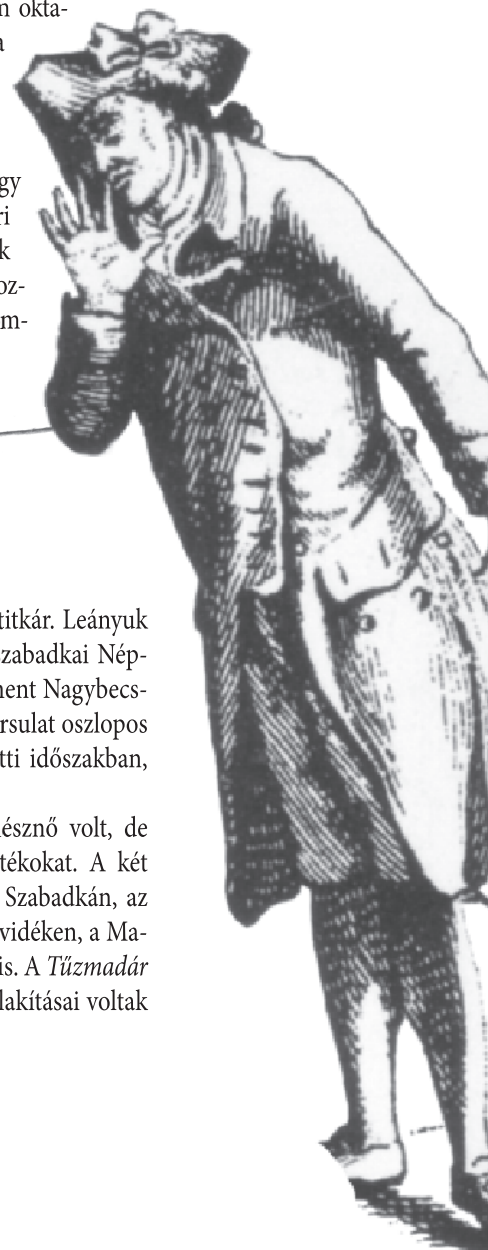 n okta-
a
gy
ri
k
oz-
m-
titkár. Leányuk
zabadkai Nép-
nent Nagybecs-
rsulat oszlopos
tti időszakban,
észnő volt, de
tékokat. A két
Szabadkán, az
vidéken, a Ma-
is. A Tűzmadár
lakításai voltak